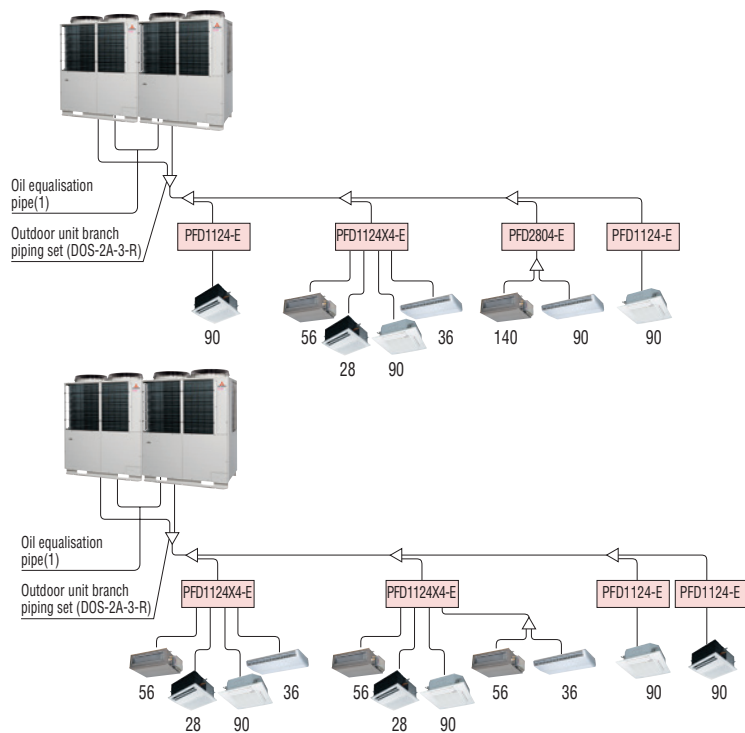 Oil equalisation
pipe(1)
Outdoor unit branch
piping set (DOS-2A-3-R)
PFD1124-E
PFD1124X4-E
PFD2804-E
PFD1124-E
90
56
28
90
36
140
90
90
Oil equalisation
pipe(1)
Outdoor unit branch
piping set (DOS-2A-3-R)
PFD1124X4-E
PFD1124X4-E
PFD1124-E
PFD1124-E
56
28
90
36
56
28
90
56
36
90
90